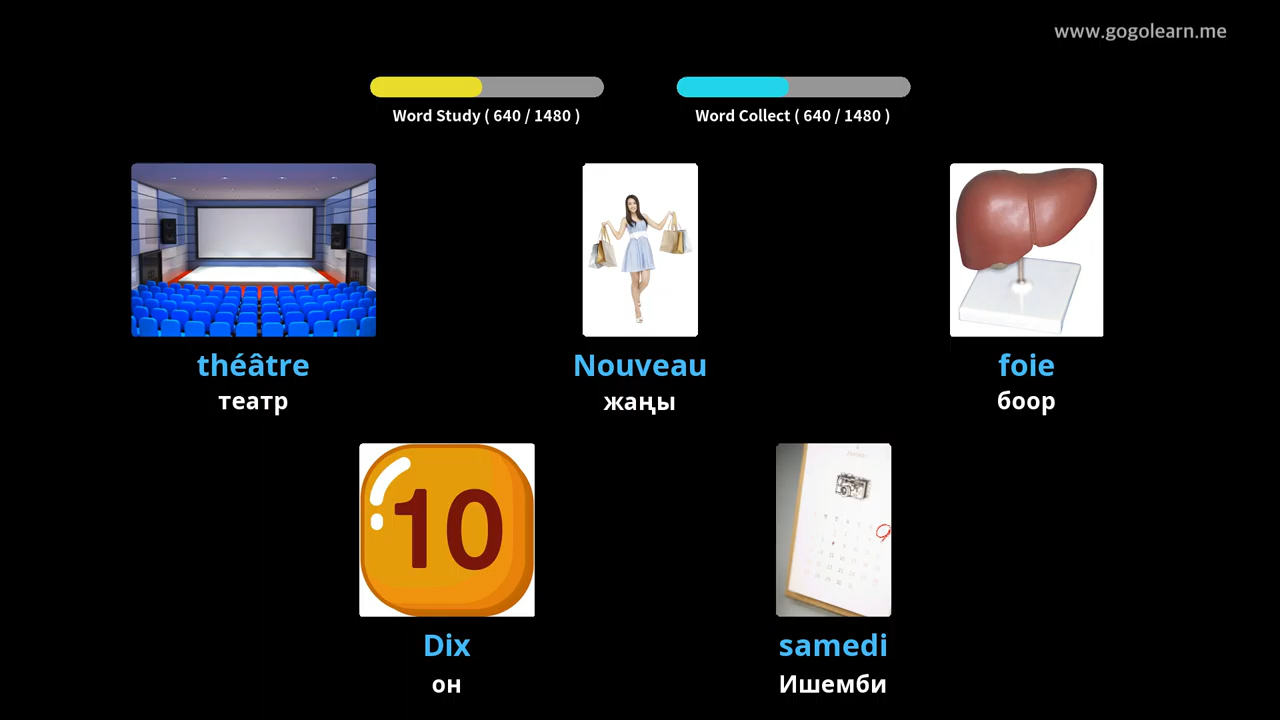 www.gogolearn.me
Word Study ( 640 / 1480 )
Word Collect ( 640 / 1480 )
théâtre
театр
Nouveau
жаңы
foie
боор
10
Dix
он
samedi
Ишемби